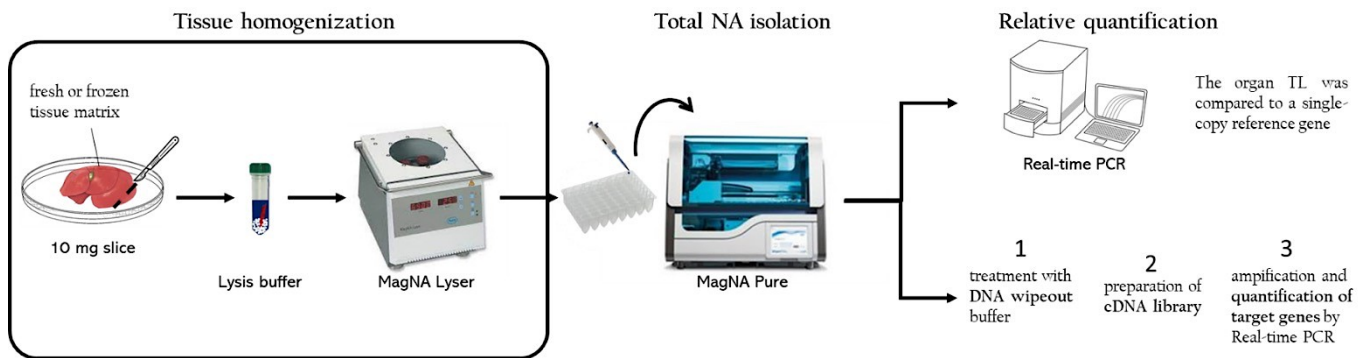 Tissue homogenization
Total NA isolation
Relative quantification
fresh or frozen
tissue matrix
10 mg slice
Lysis buffer
MagNA Lyser
MagNA Pure
Real-time PCR
The organ TL was
compared to a single-
copy reference gene
1
treatment with
DNA wipeout
buffer
2
preparation of
cDNA library
3
ampification and
quantification of
target genes by
Real-time PCR